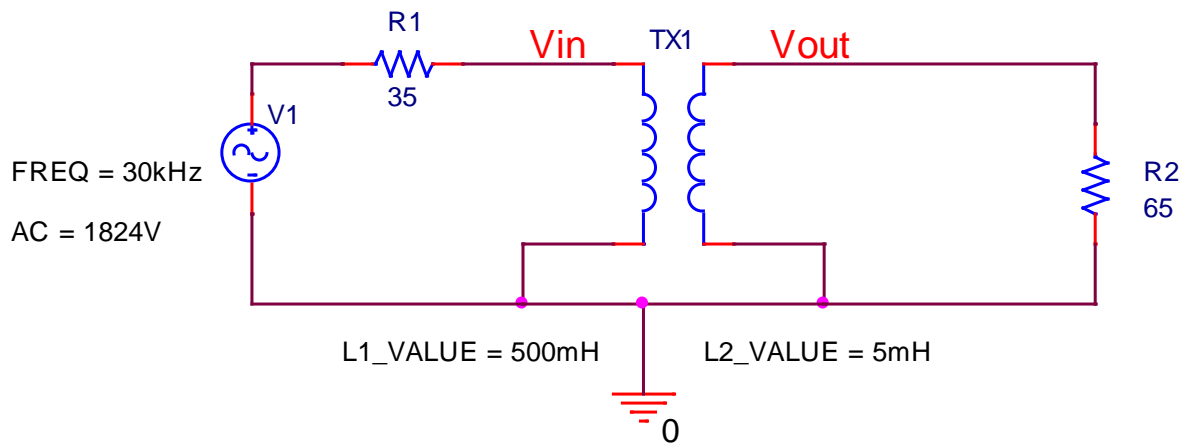 R1
Vin
TX1
Vout
35
V1
FREQ = 30kHz
AC = 1824V
R2
65
L1_VALUE = 500mH
L2_VALUE = 5mH
0